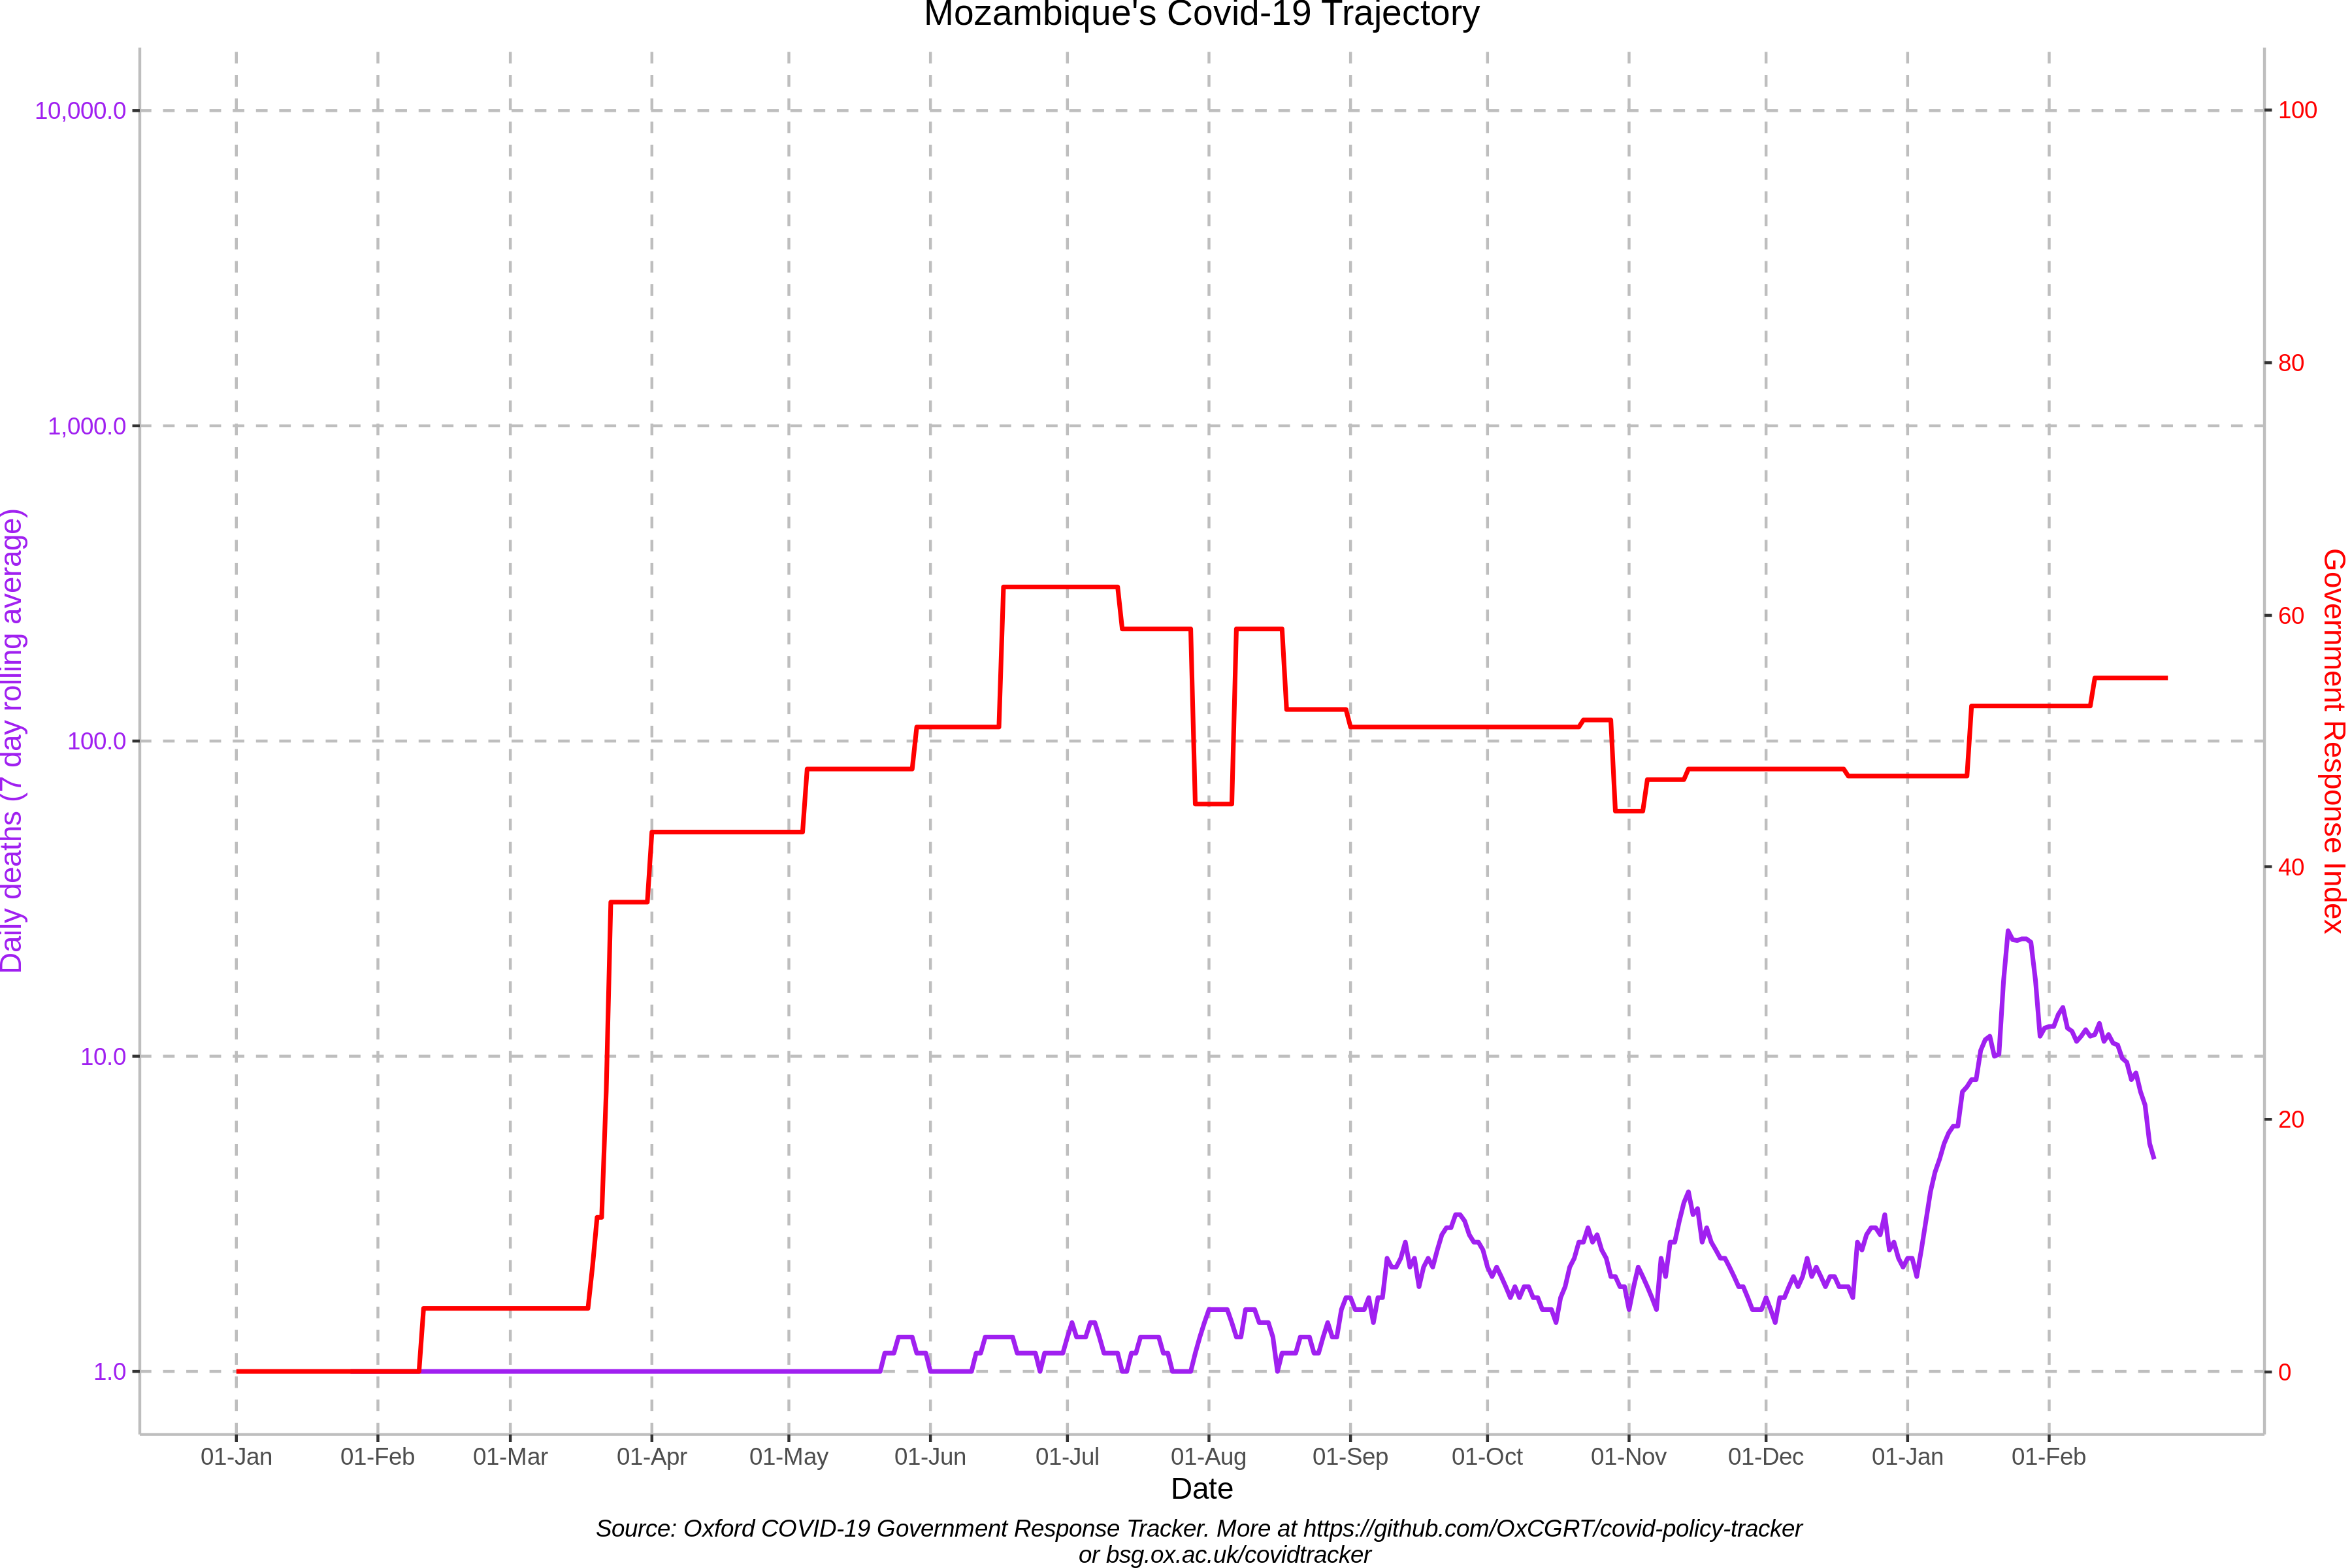 Mozambique's Covid-19 Trajectory
10,000.0
1,000.0
100.0
10.0
1.0
Daily deaths (7 day rolling average)
100
80
60
40
20
0
Government Response Index
01-Jan 01-Feb 01-Mar 01-Apr 01-May 01-Jun 01-Jul 01-Aug 01-Sep 01-Oct 01-Nov 01-Dec 01-Jan 01-Feb
Date
Source: Oxford COVID-19 Government Response Tracker. More at https://github.com/OxCGRT/covid-policy-tracker
or bsg.ox.ac.uk/covidtracker